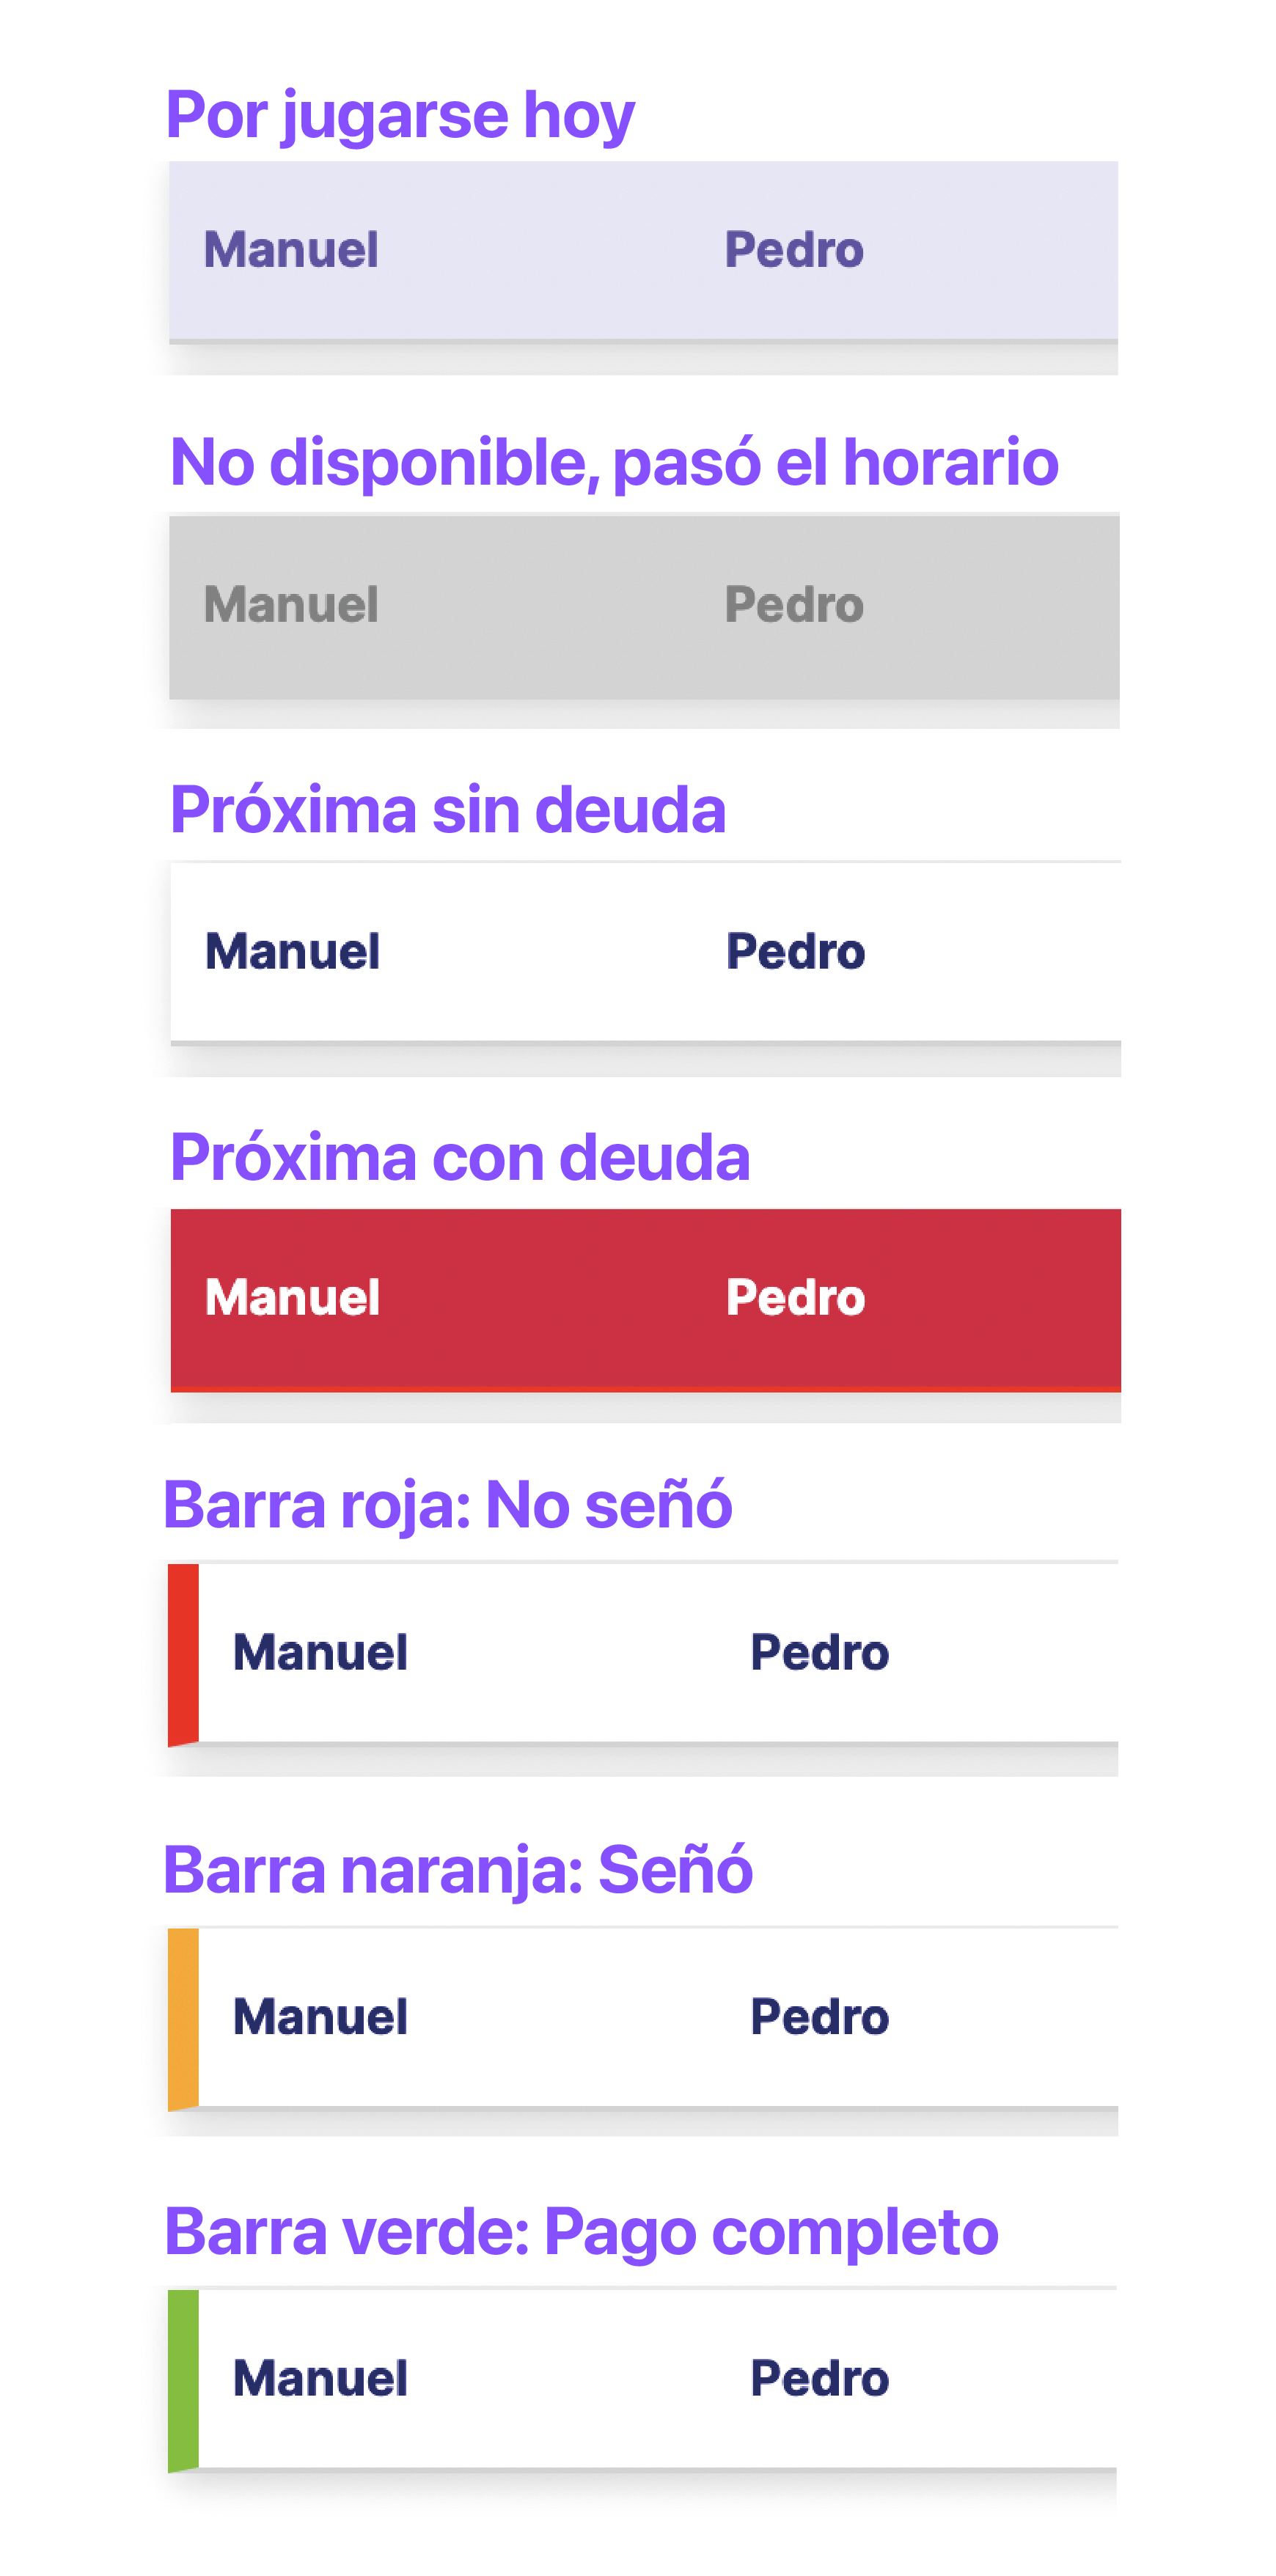 Por jugarse hoy
Manuel Pedro
No disponible, pasó el horario
Manuel Pedro
Próxima sin deuda
Manuel Pedro
Próxima con deuda
Manuel Pedro
Barra roja: No señó
Manuel Pedro
Barra naranja: Señó
Manuel Pedro
Barra verde: Pago completo
Manuel Pedro